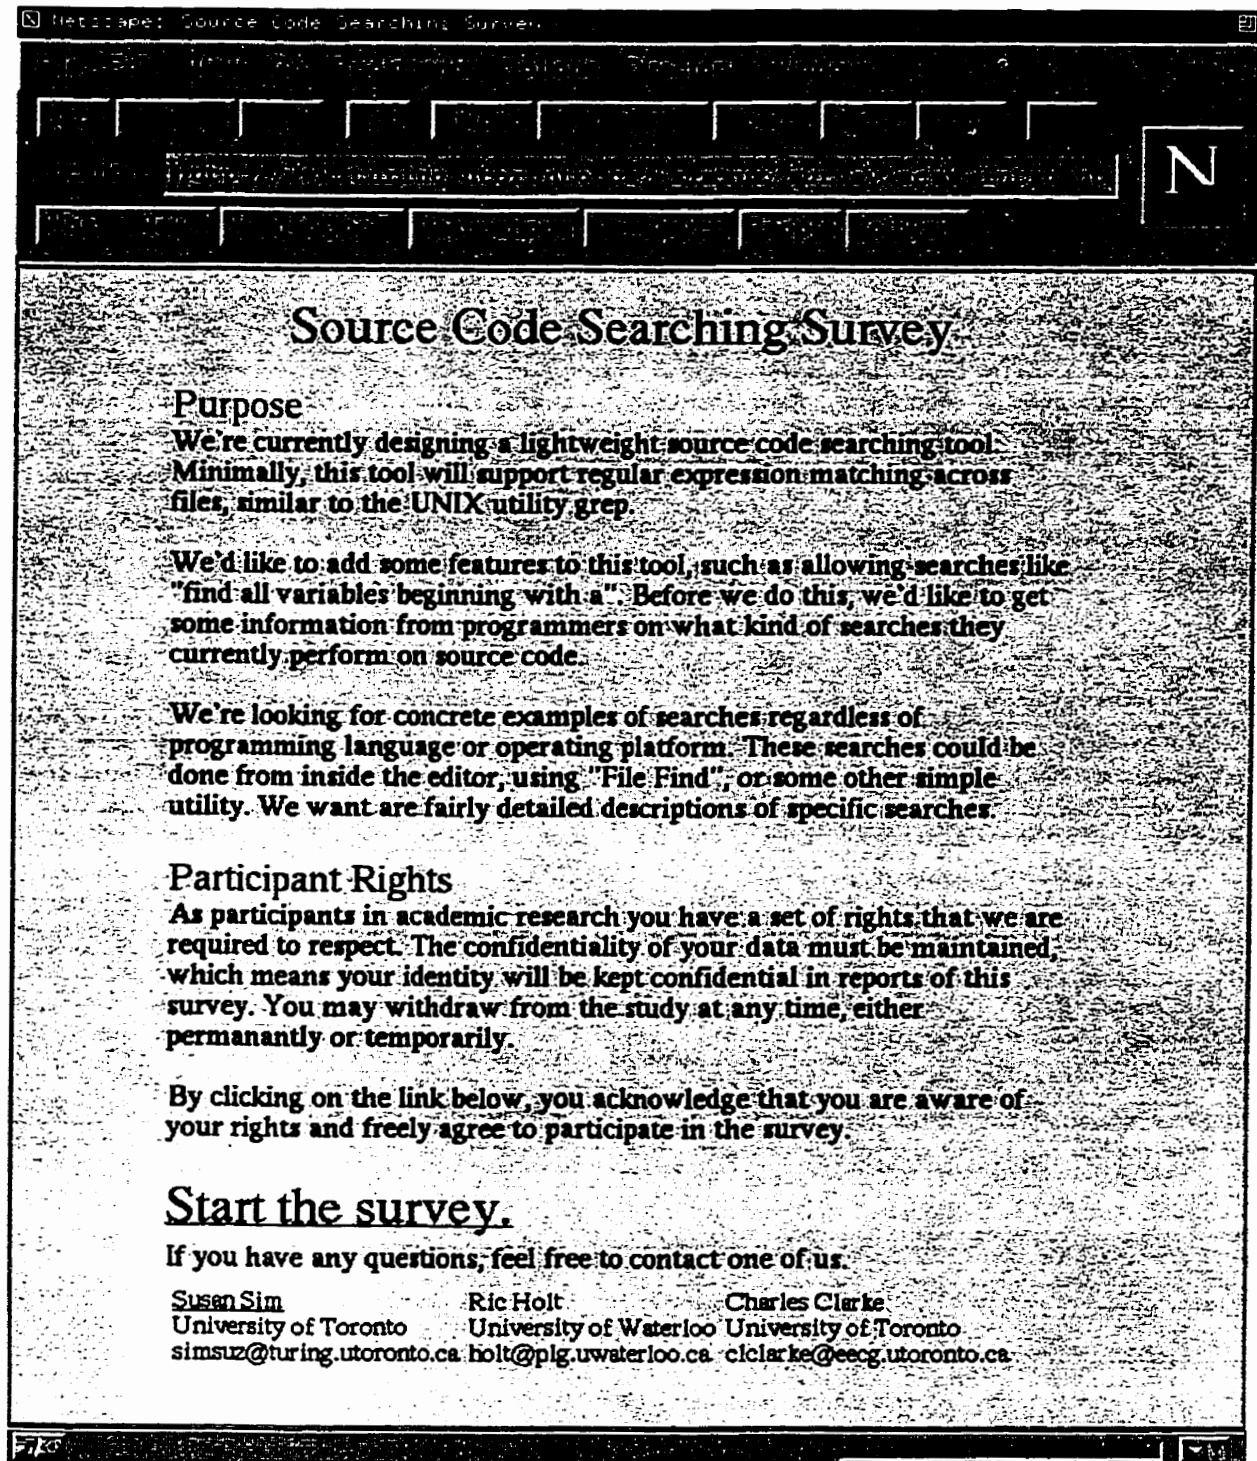 Netscape: Source Code Searching Survey
N
Source Code Searching Survey
Purpose
We're currently designing a lightweight source code searching tool.
Minimally, this tool will support regular expression matching across
files, similar to the UNIX utility grep.
We'd like to add some features to this tool, such as allowing searches like
"find all variables beginning with a". Before we do this, we'd like to get
some information from programmers on what kind of searches they
currently perform on source code.
We're looking for concrete examples of searches regardless of
programming language or operating platform. These searches could be
done from inside the editor, using "File Find", or some other simple
utility. We want are fairly detailed descriptions of specific searches.
Participant Rights
As participants in academic research you have a set of rights that we are
required to respect. The confidentiality of your data must be maintained,
which means your identity will be kept confidential in reports of this
survey. You may withdraw from the study at any time, either
permanantly or temporarily.
By clicking on the link below, you acknowledge that you are aware of
your rights and freely agree to participate in the survey.
Start the survey.
If you have any questions, feel free to contact one of us.
Susan Sim Ric Holt Charles Clarke
University of Toronto University of Waterloo University of Toronto
simsuz@turing.utoronto.ca holt@plg.uwaterloo.ca clclarke@eecg.utoronto.ca